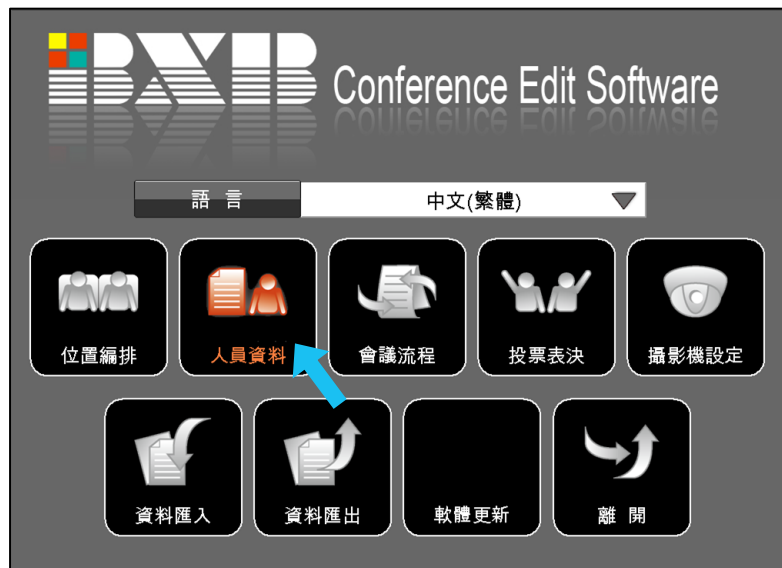 BXB Conference Edit Software
語言 中文(繁體)
位置編排 人員資料 會議流程 投票表決 攝影機設定
資料匯入 資料匯出 軟體更新 離開